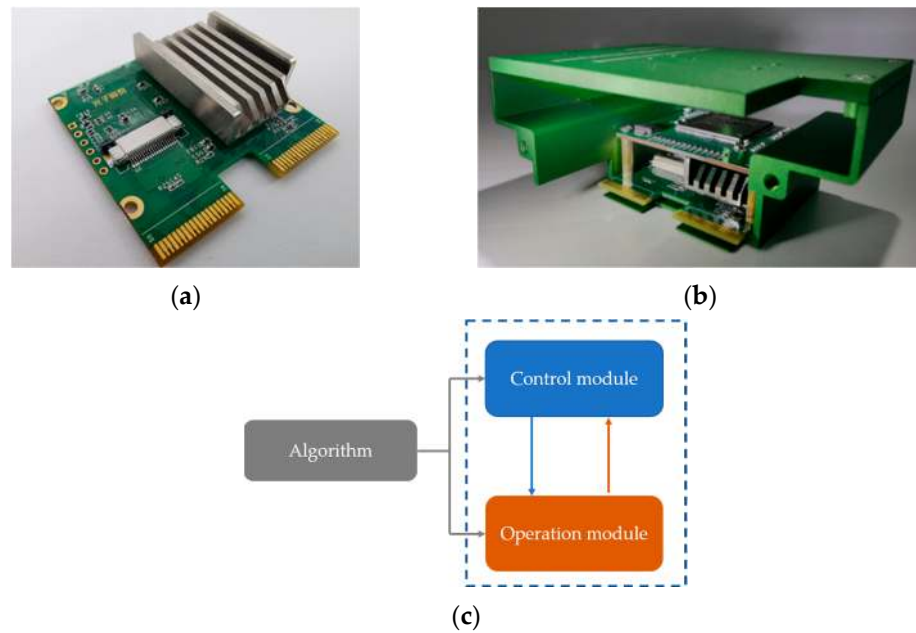 (a)
(b)
Control module
Algorithm
Operation module
(c)